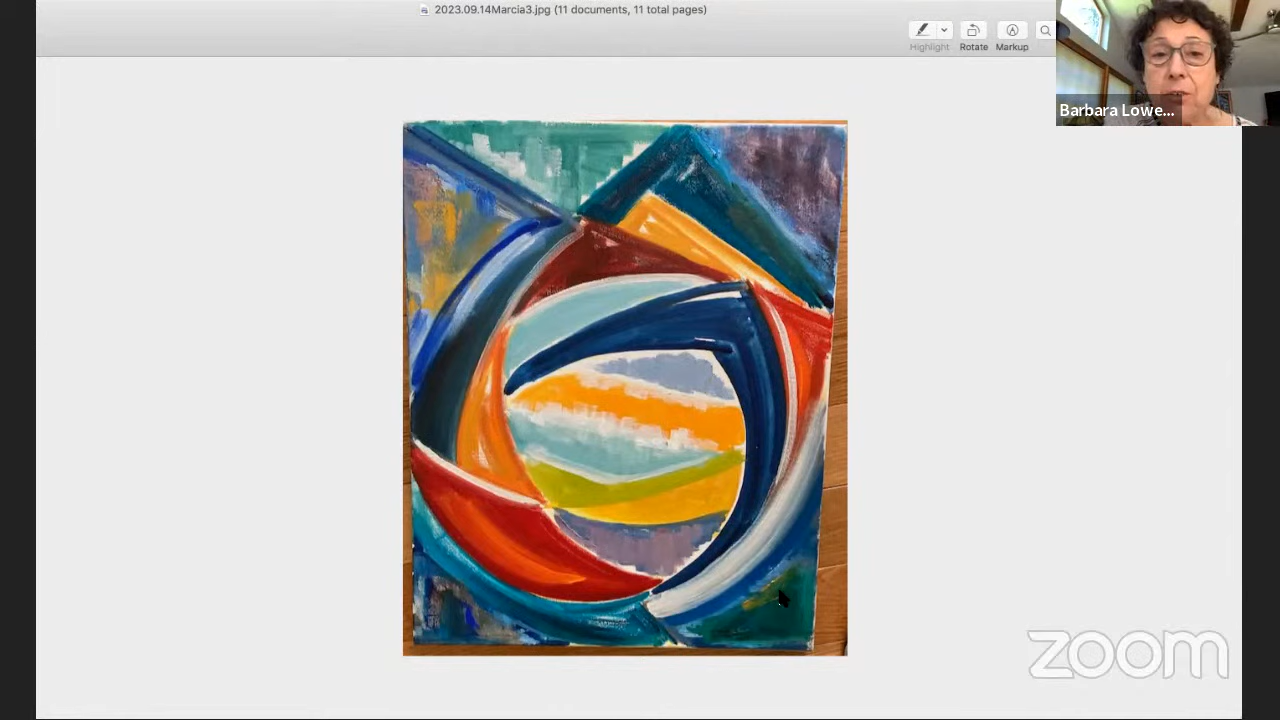 2023.09.14Marcia3.jpg (11 documents, 11 total pages)
Highlight Rotate Markup
Barbara Lowe...
zoom